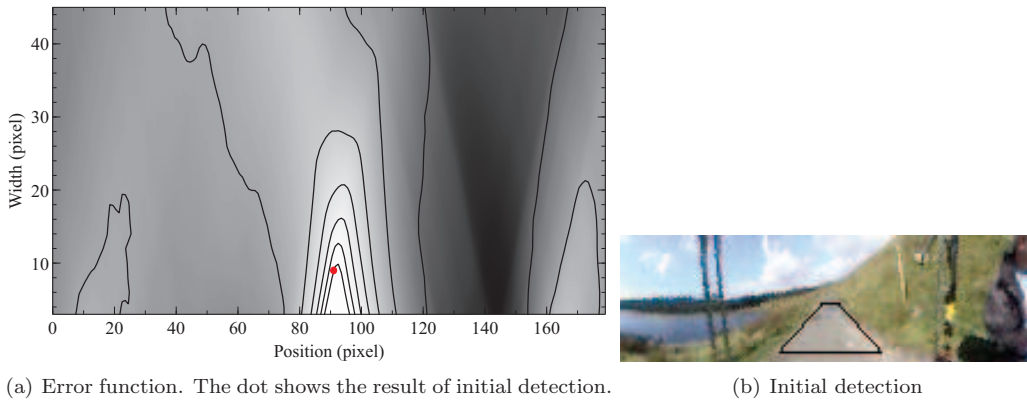 40
30
20
10
Width (pixel)
0 20 40 60 80 100 120 140 160
Position (pixel)
(a) Error function. The dot shows the result of initial detection.
(b) Initial detection